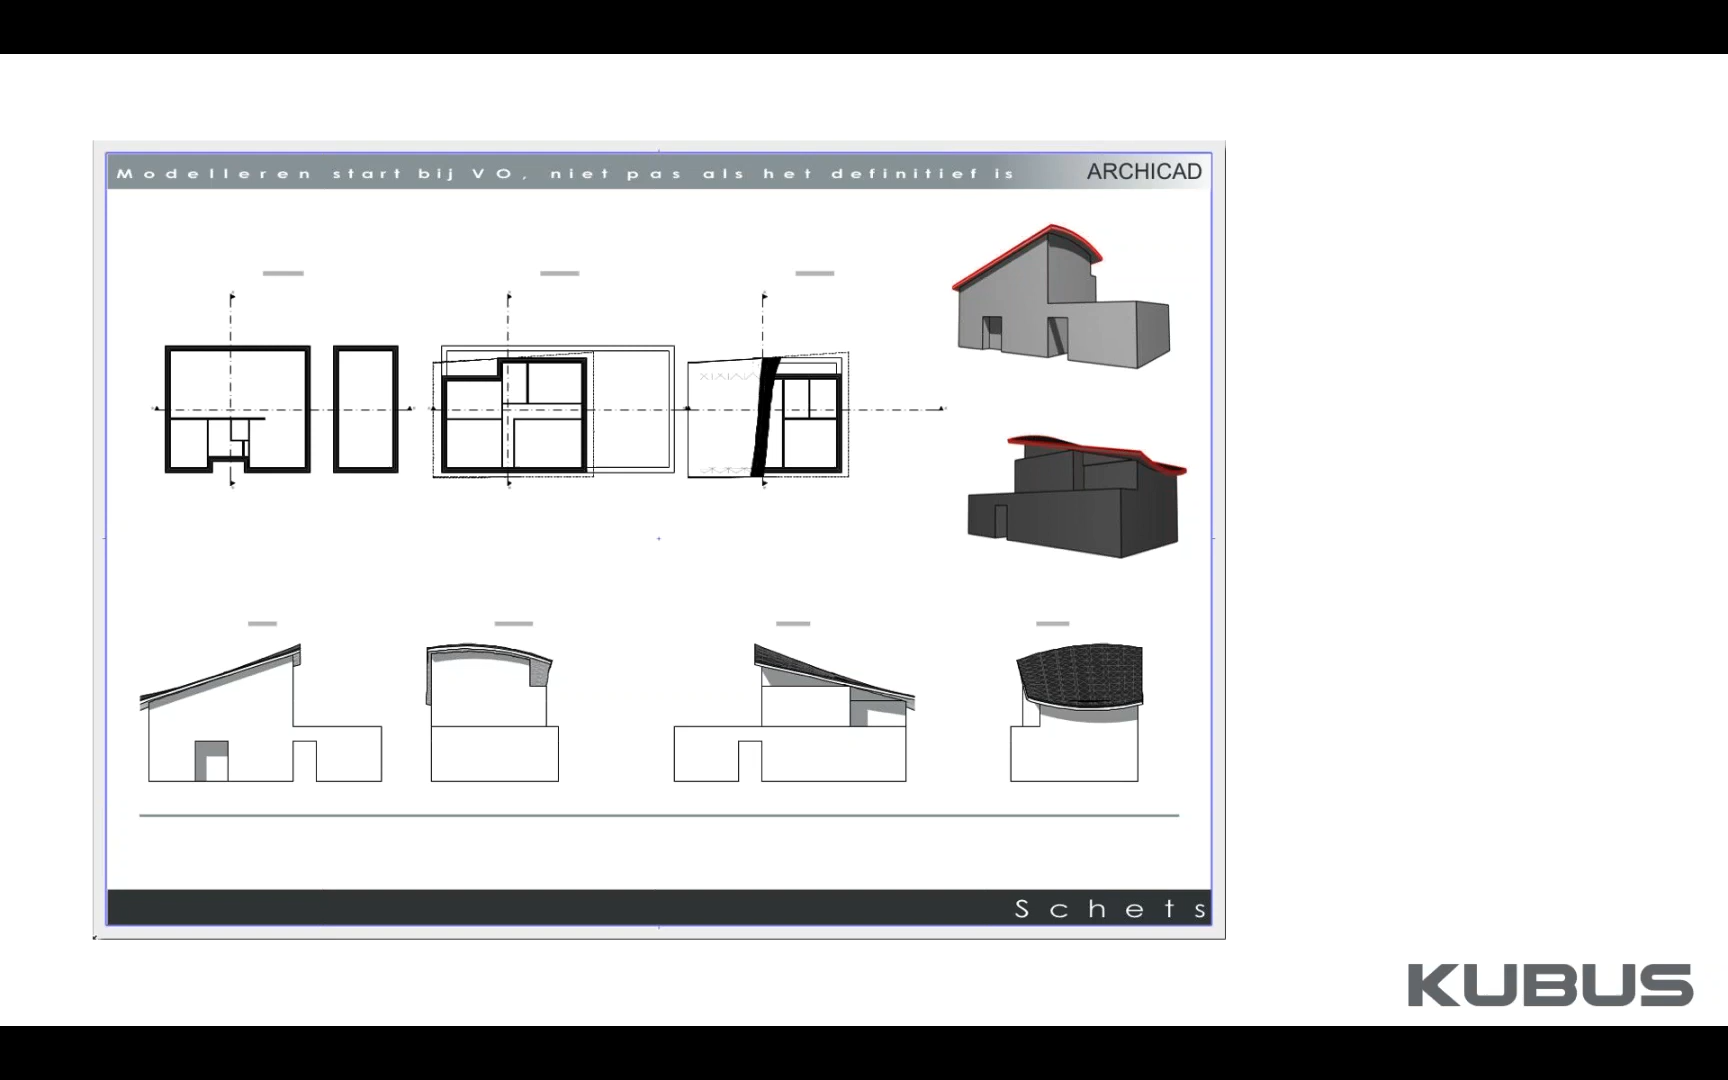 Modelleren start bij VO, niet pas als het definitief is
ARCHICAD
Schets
KUBUS